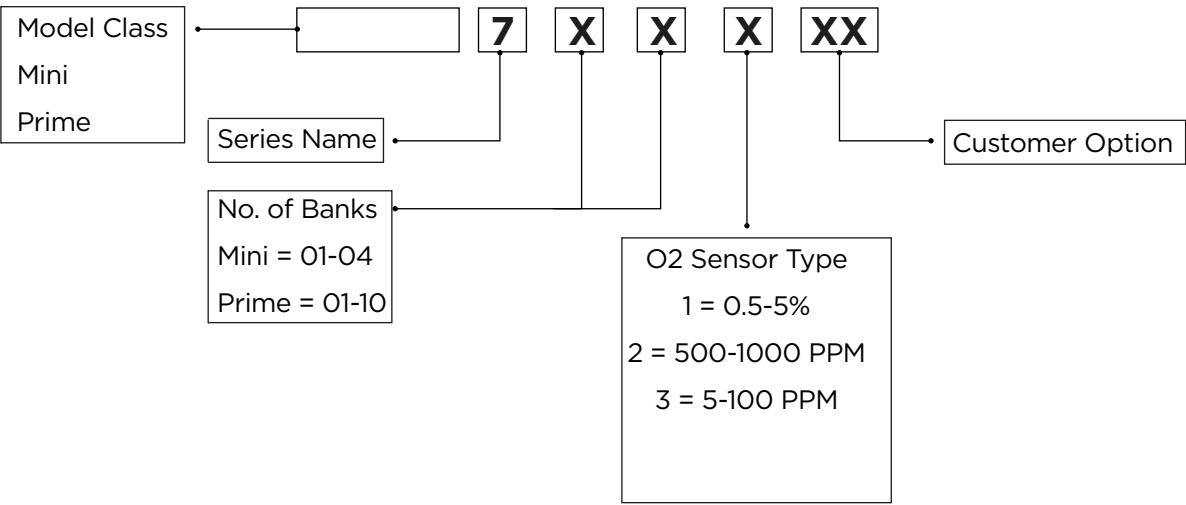 Model Class
Mini
Prime
7 X X X XX
Series Name
Customer Option
No. of Banks
Mini = 01-04
Prime = 01-10
O2 Sensor Type
1 = 0.5-5%
2 = 500-1000 PPM
3 = 5-100 PPM